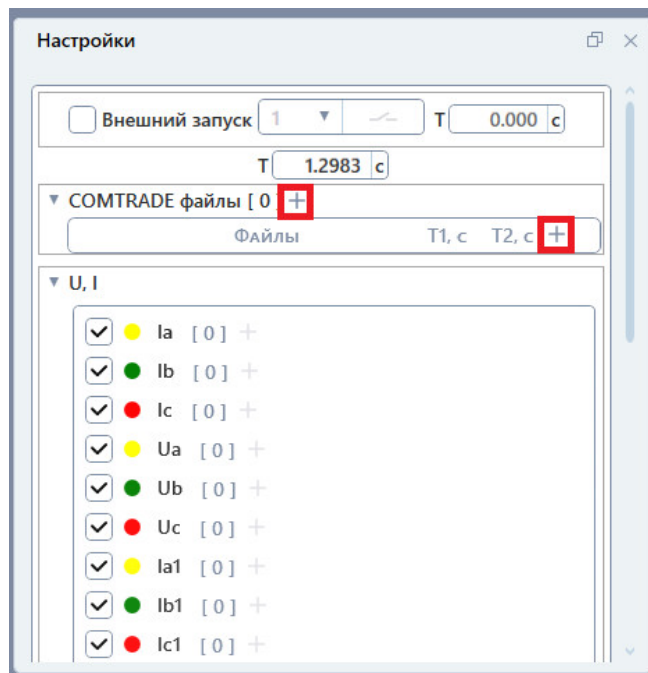 Настройки
Внешний запуск 1 T 0.000 с
T 1.2983 с
COMTRADE файлы [ 0 ] +
Файлы T1, с T2, с +
U, I
Ia [ 0 ] +
Ib [ 0 ] +
Ic [ 0 ] +
Ua [ 0 ] +
Ub [ 0 ] +
Uc [ 0 ] +
Ia1 [ 0 ] +
Ib1 [ 0 ] +
Ic1 [ 0 ] +